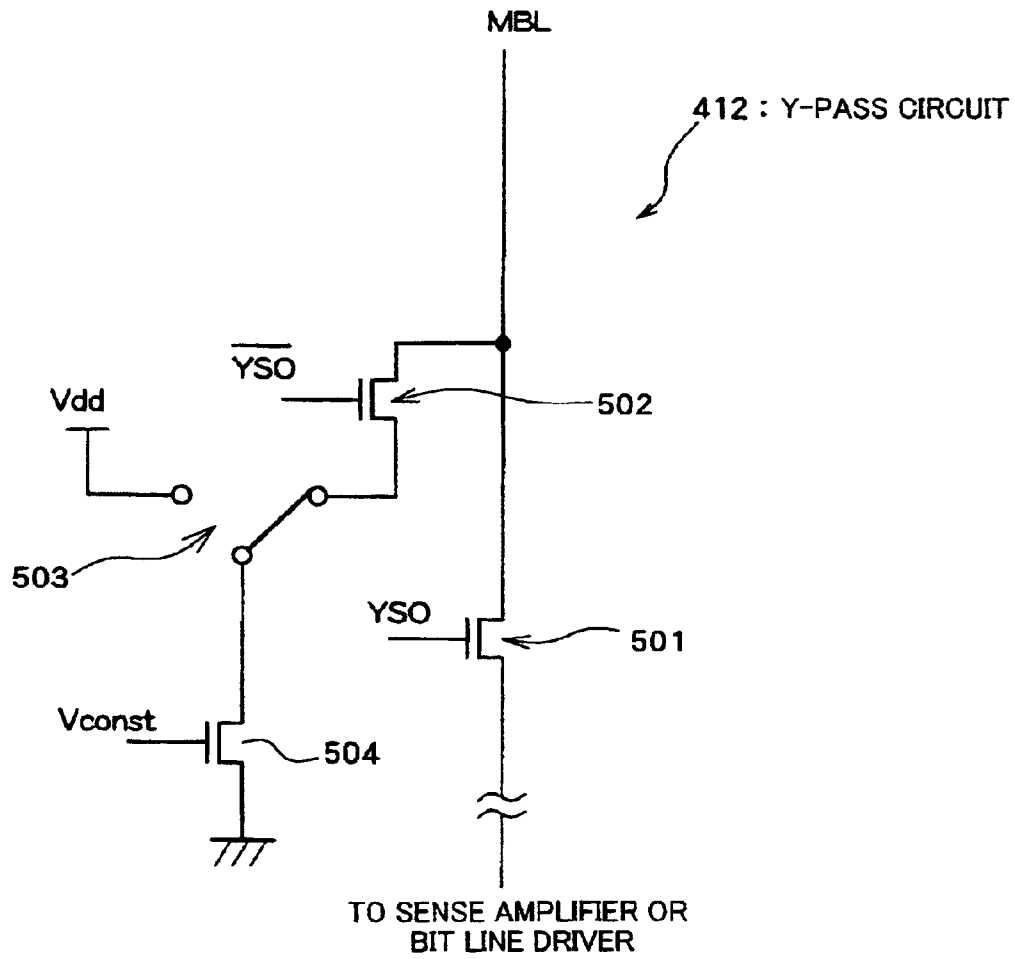 MBL
412 : Y-PASS CIRCUIT
YSO
Vdd
502
503
YSO
501
Vconst
504
TO SENSE AMPLIFIER OR
BIT LINE DRIVER